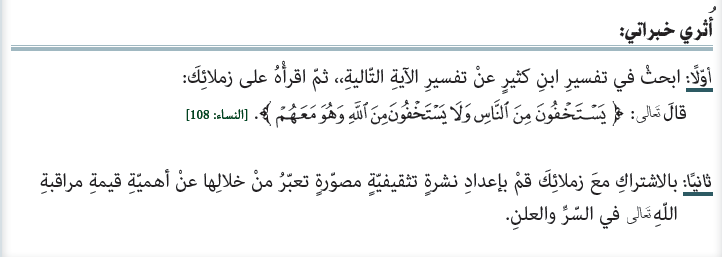 أُثري خبراتي:
أوّلًا: ابحثْ في تفسيرِ ابنِ كثيرٍ عنْ تفسيرِ الآيةِ التّاليةِ،، ثمّ اقرأْهُ على زملائِكَ:
قالَ تَعَالَى: ﴿ يَسْتَخْفُونَ مِنَ ٱلنَّاسِ وَلَا يَسْتَخْفُونَ مِنَ ٱللَّهِ وَهُوَ مَعَهُمْ ﴾. [النساء: 108]
ثانيًا: بالاشتراكِ معَ زملائِكَ قمْ بإعدادِ نشرةٍ تثقيفيّةٍ مصوّرةٍ تعبّرُ منْ خلالِها عنْ أهميّةِ قيمةِ مراقبةِ
اللّهِ تَعَالَى في السّرِّ والعلنِ.